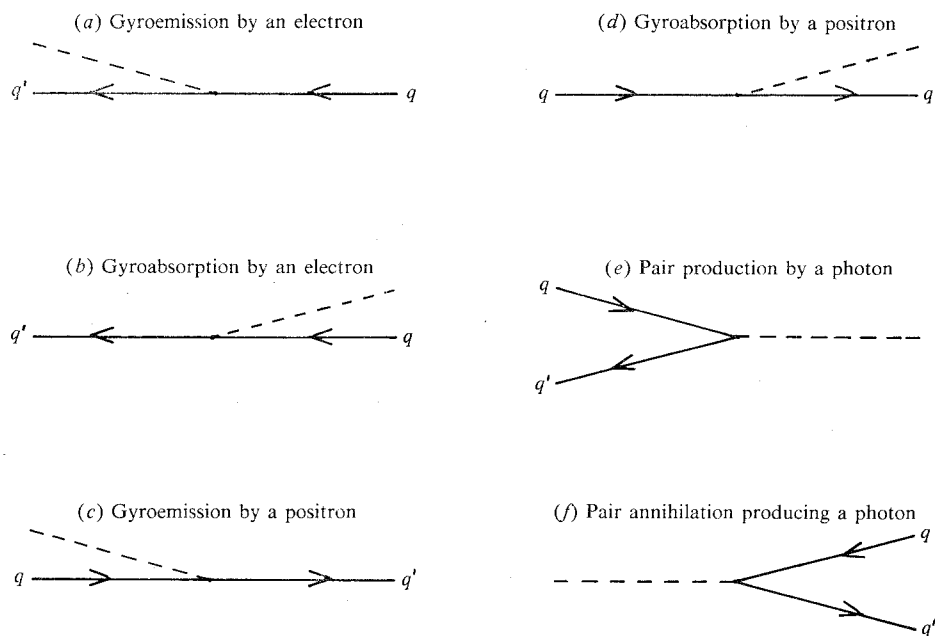 (a) Gyroemission by an electron
q' q
(b) Gyroabsorption by an electron
q' q
(c) Gyroemission by a positron
q q'
(d) Gyroabsorption by a positron
q q
(e) Pair production by a photon
q
q'
(f) Pair annihilation producing a photon
q
q'